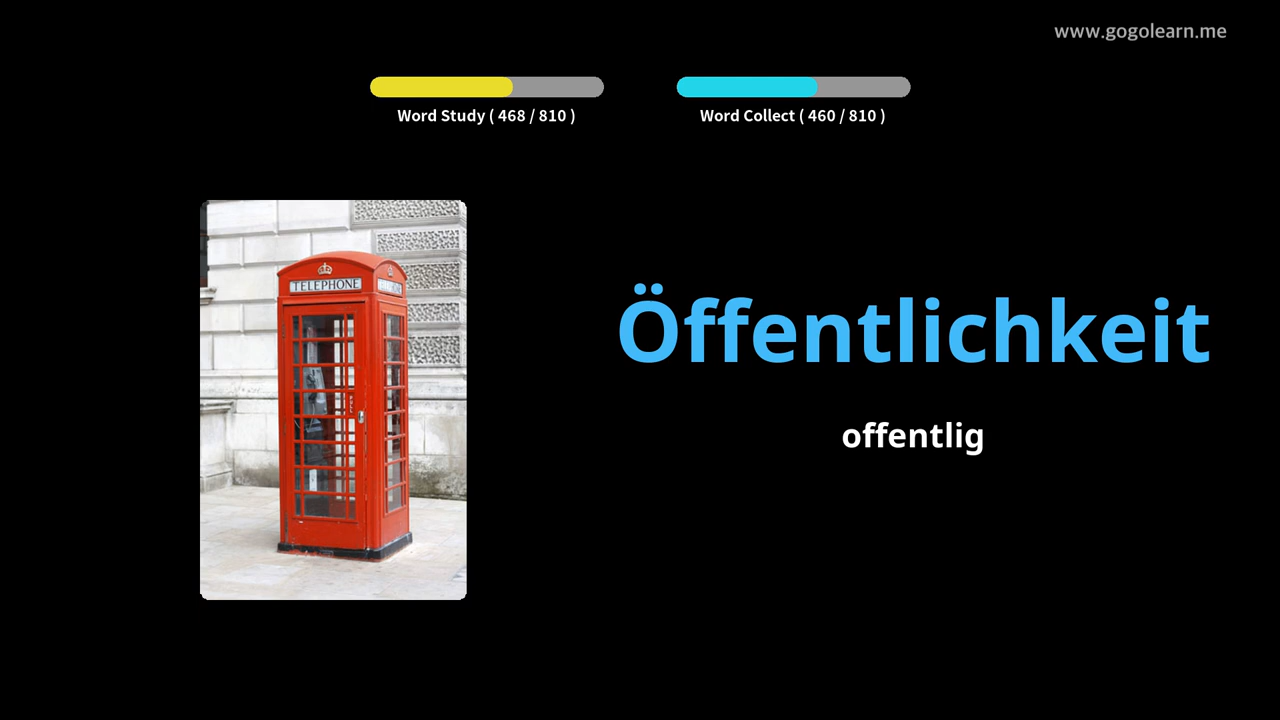 www.gogolearn.me
Word Study ( 468 / 810 )
Word Collect ( 460 / 810 )
TELEPHONE
Öffentlichkeit
offentlig